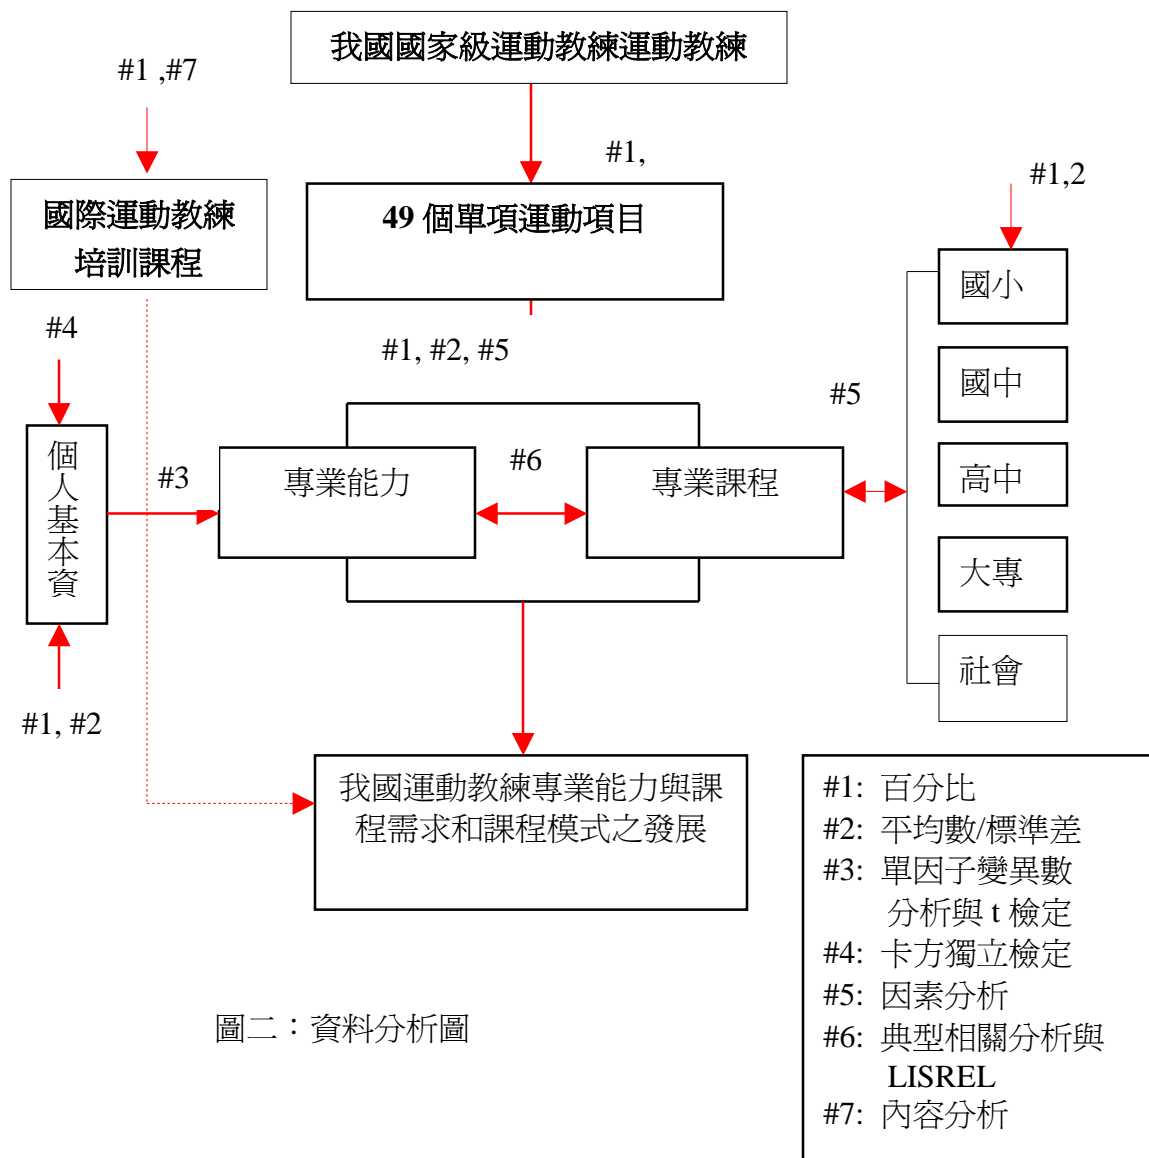 我國國家級運動教練運動教練
#1 ,#7
#1,
#1,2
國際運動教練
培訓課程
49 個單項運動項目
國小
#4
#1, #2, #5
國中
#5
個人基本資
#3
專業能力
#6
專業課程
高中
大專
社會
#1, #2
我國運動教練專業能力與課
程需求和課程模式之發展
#1: 百分比
#2: 平均數/標準差
#3: 單因子變異數
分析與 t 檢定
#4: 卡方獨立檢定
#5: 因素分析
#6: 典型相關分析與
LISREL
#7: 內容分析
圖二：資料分析圖